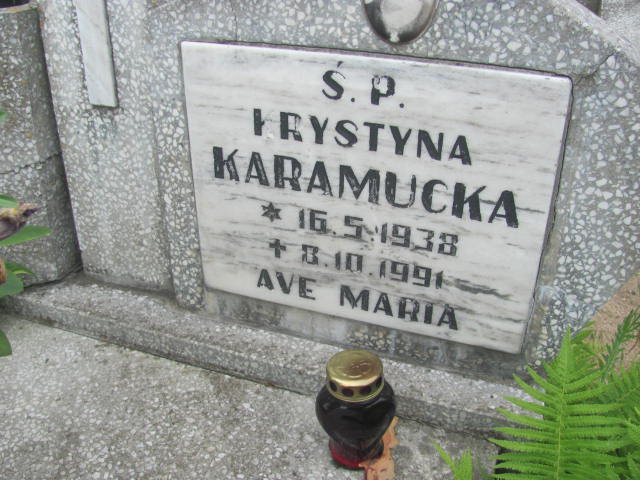 Ś.P.
KRYSTYNA
KARAMUCKA
* 16.5.1938
✝ 8.10.1991
AVE MARIA